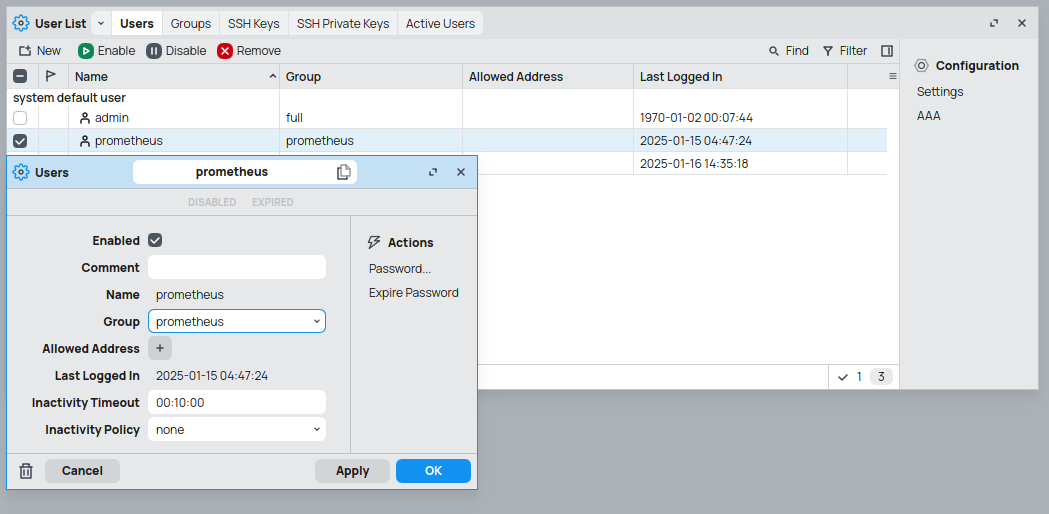 User List Users Groups SSH Keys SSH Private Keys Active Users
New Enable Disable Remove Find Filter
Name Group Allowed Address Last Logged In
system default user
admin full 1970-01-02 00:07:44
prometheus prometheus 2025-01-15 04:47:24
2025-01-16 14:35:18
1 3
Configuration
Settings
AAA
Users prometheus
DISABLED EXPIRED
Enabled
Comment
Name prometheus
Group prometheus
Allowed Address +
Last Logged In 2025-01-15 04:47:24
Inactivity Timeout 00:10:00
Inactivity Policy none
Actions
Password...
Expire Password
Cancel Apply OK